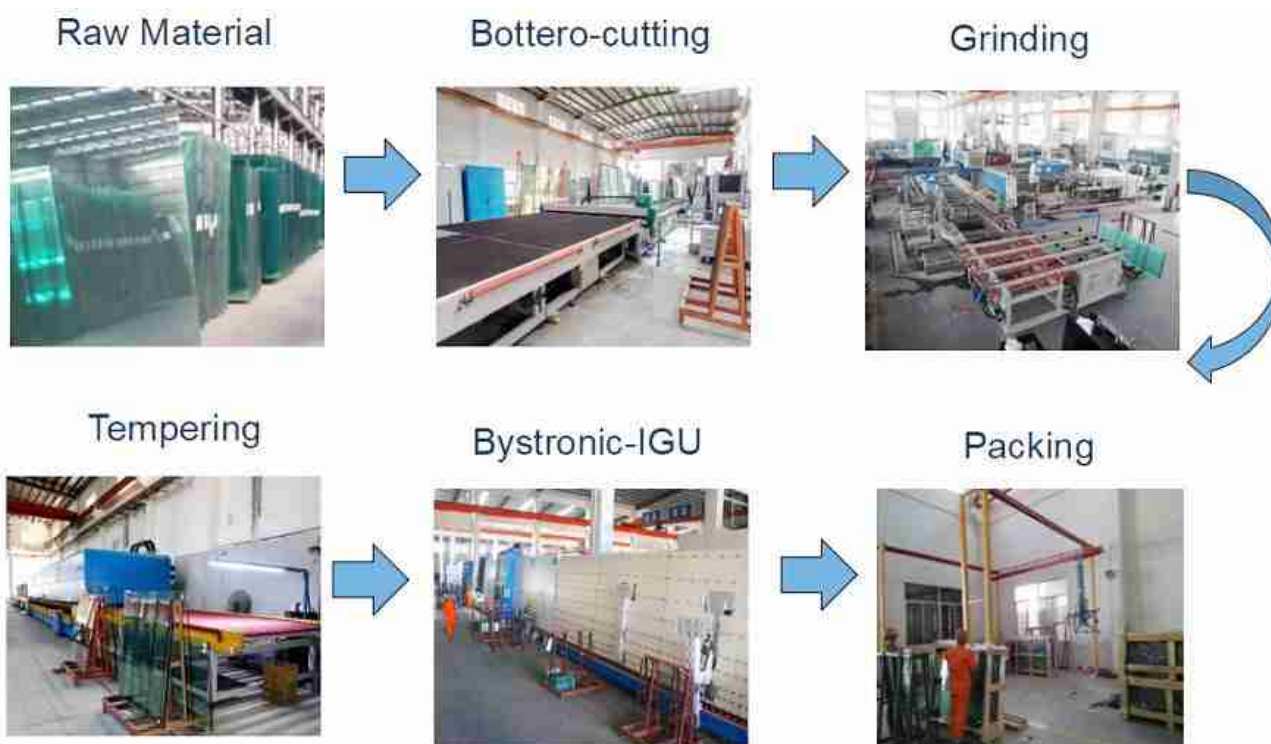 Raw Material
Bottero-cutting
Grinding
Tempering
Bystronic-IGU
Packing